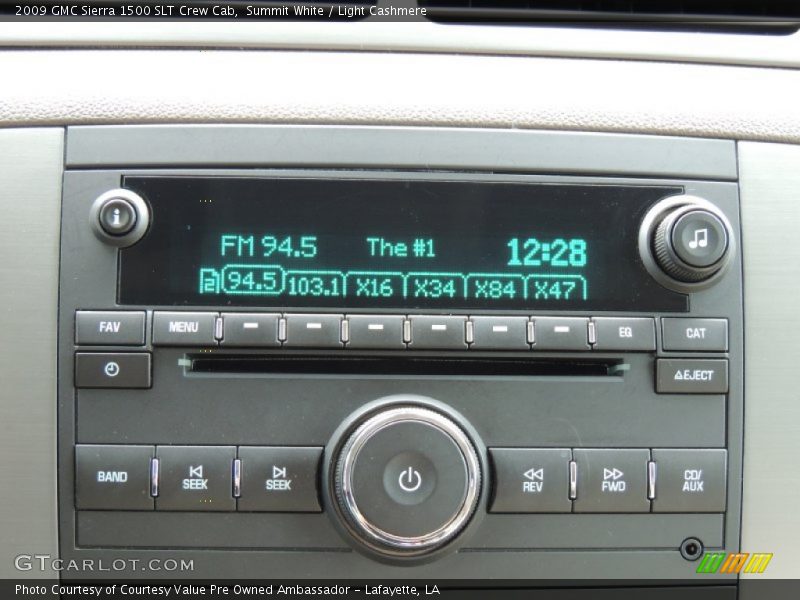 2009 GMC Sierra 1500 SLT Crew Cab,  Summit White / Light Cashmere
FM 94.5 The #1 12:28
2 94.5 103.1 X16 X34 X84 X47
FAV MENU EQ CAT
EJECT
BAND SEEK SEEK REV FWD CD/
AUX
GTCARLOT.COM
Photo Courtesy of Courtesy Value Pre Owned Ambassador - Lafayette, LA